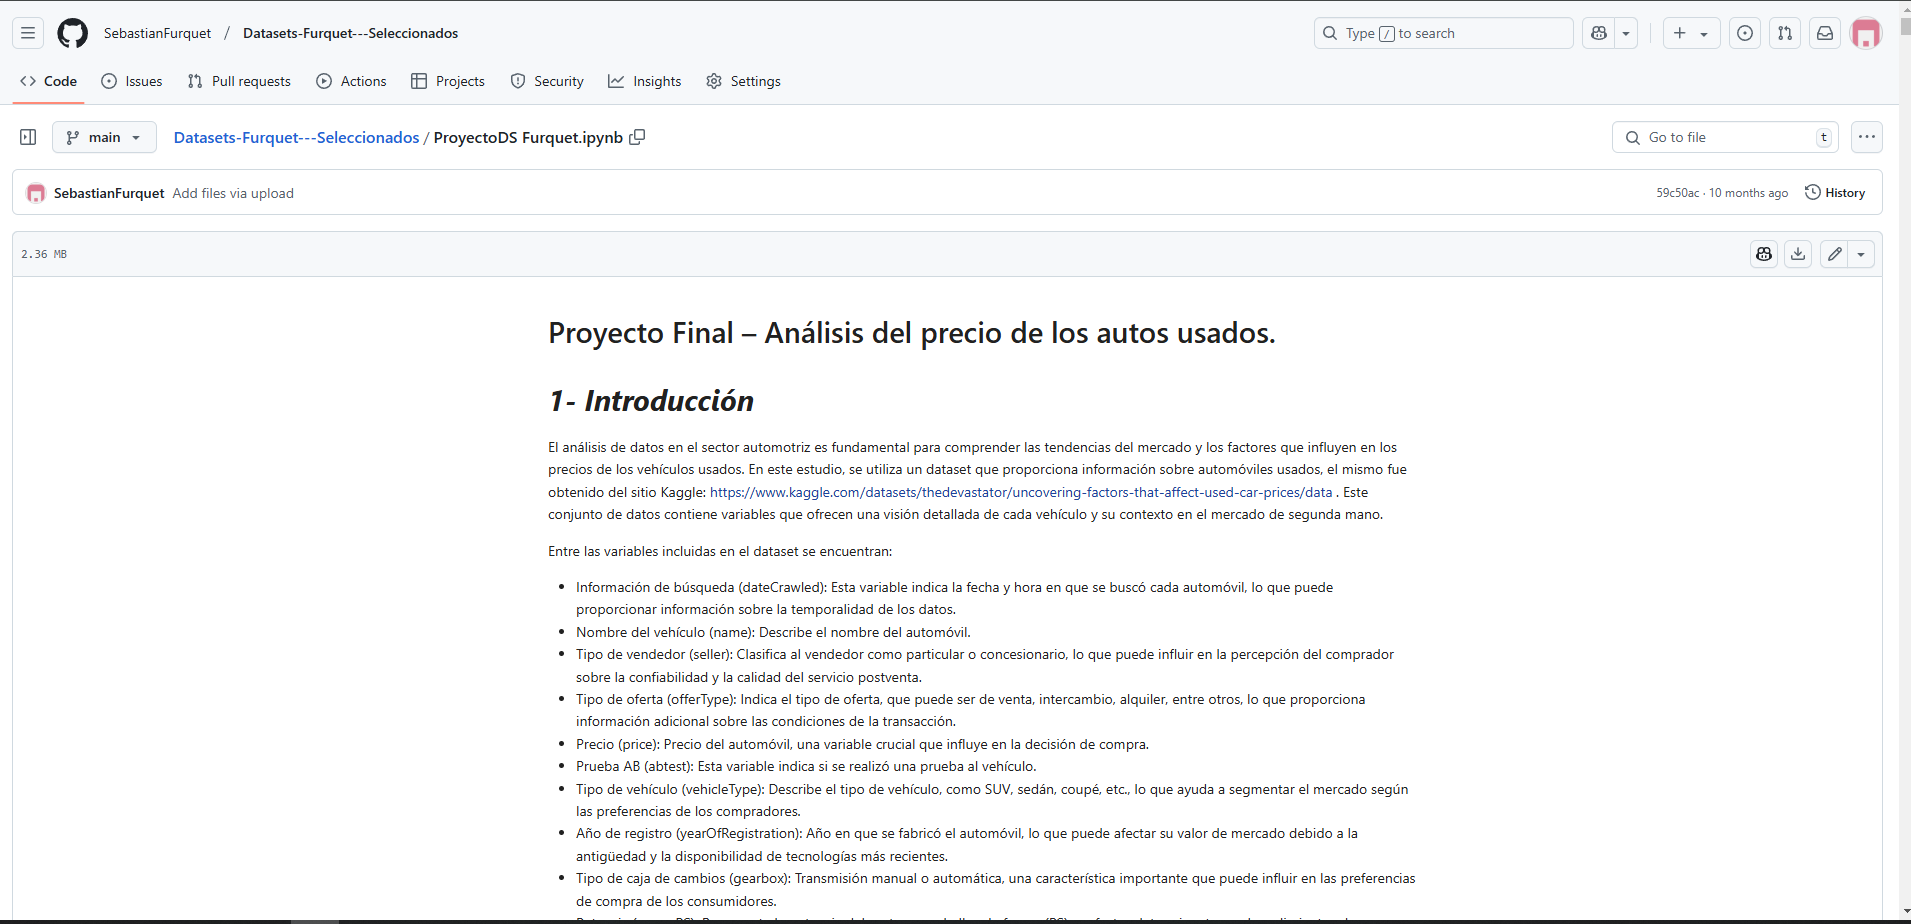 SebastianFurquet / Datasets-Furquet---Seleccionados
Type / to search
Code Issues Pull requests Actions Projects Security Insights Settings
main
Datasets-Furquet---Seleccionados / ProyectoDS Furquet.ipynb
Go to file t
SebastianFurquet Add files via upload
59c50ac · 10 months ago History
2.36 MB
Proyecto Final – Análisis del precio de los autos usados.
1- Introducción
El análisis de datos en el sector automotriz es fundamental para comprender las tendencias del mercado y los factores que influyen en los
precios de los vehículos usados. En este estudio, se utiliza un dataset que proporciona información sobre automóviles usados, el mismo fue
obtenido del sitio Kaggle: https://www.kaggle.com/datasets/thedevastator/uncovering-factors-that-affect-used-car-prices/data . Este
conjunto de datos contiene variables que ofrecen una visión detallada de cada vehículo y su contexto en el mercado de segunda mano.
Entre las variables incluidas en el dataset se encuentran:
• Información de búsqueda (dateCrawled): Esta variable indica la fecha y hora en que se buscó cada automóvil, lo que puede
proporcionar información sobre la temporalidad de los datos.
• Nombre del vehículo (name): Describe el nombre del automóvil.
• Tipo de vendedor (seller): Clasifica al vendedor como particular o concesionario, lo que puede influir en la percepción del comprador
sobre la confiabilidad y la calidad del servicio postventa.
• Tipo de oferta (offerType): Indica el tipo de oferta, que puede ser de venta, intercambio, alquiler, entre otros, lo que proporciona
información adicional sobre las condiciones de la transacción.
• Precio (price): Precio del automóvil, una variable crucial que influye en la decisión de compra.
• Prueba AB (abtest): Esta variable indica si se realizó una prueba al vehículo.
• Tipo de vehículo (vehicleType): Describe el tipo de vehículo, como SUV, sedán, coupé, etc., lo que ayuda a segmentar el mercado según
las preferencias de los compradores.
• Año de registro (yearOfRegistration): Año en que se fabricó el automóvil, lo que puede afectar su valor de mercado debido a la
antigüedad y la disponibilidad de tecnologías más recientes.
• Tipo de caja de cambios (gearbox): Transmisión manual o automática, una característica importante que puede influir en las preferencias
de compra de los consumidores.